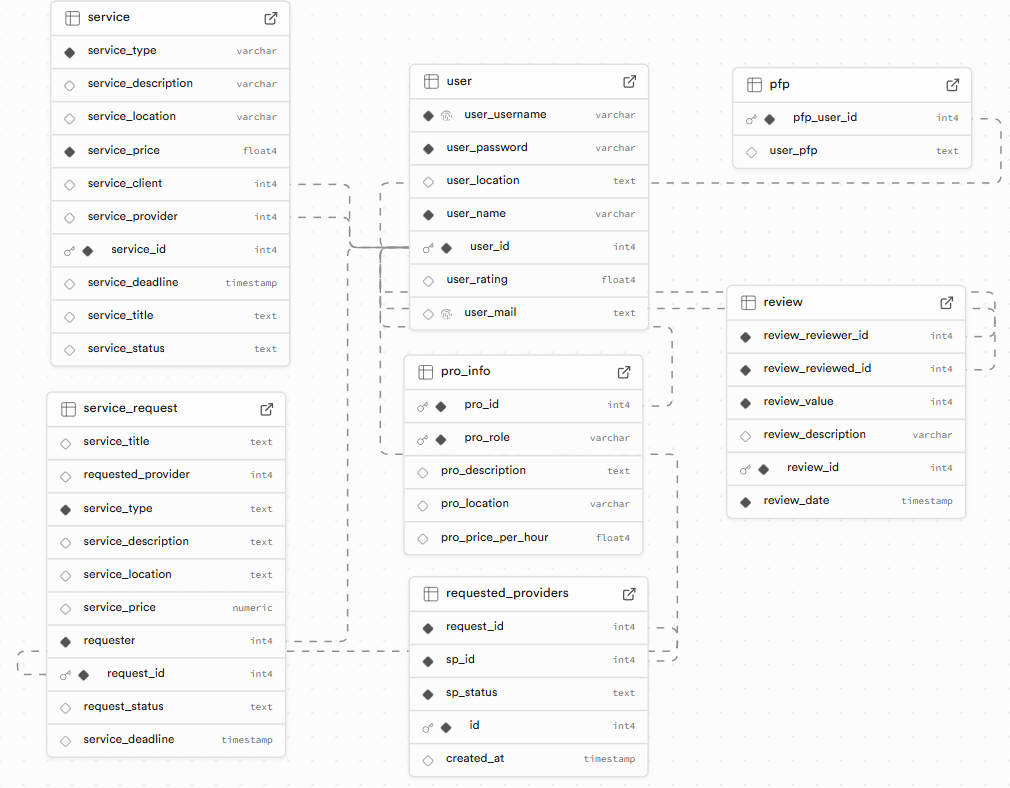 service
service_type varchar
service_description varchar
service_location varchar
service_price float4
service_client int4
service_provider int4
service_id int4
service_deadline timestamp
service_title text
service_status text
service_request
service_title text
requested_provider int4
service_type text
service_description text
service_location text
service_price numeric
requester int4
request_id int4
request_status text
service_deadline timestamp
user
user_username varchar
user_password varchar
user_location text
user_name varchar
user_id int4
user_rating float4
user_mail text
pro_info
pro_id int4
pro_role varchar
pro_description text
pro_location varchar
pro_price_per_hour float4
requested_providers
request_id int4
sp_id int4
sp_status text
id int4
created_at timestamp
pfp
pfp_user_id int4
user_pfp text
review
review_reviewer_id int4
review_reviewed_id int4
review_value int4
review_description varchar
review_id int4
review_date timestamp